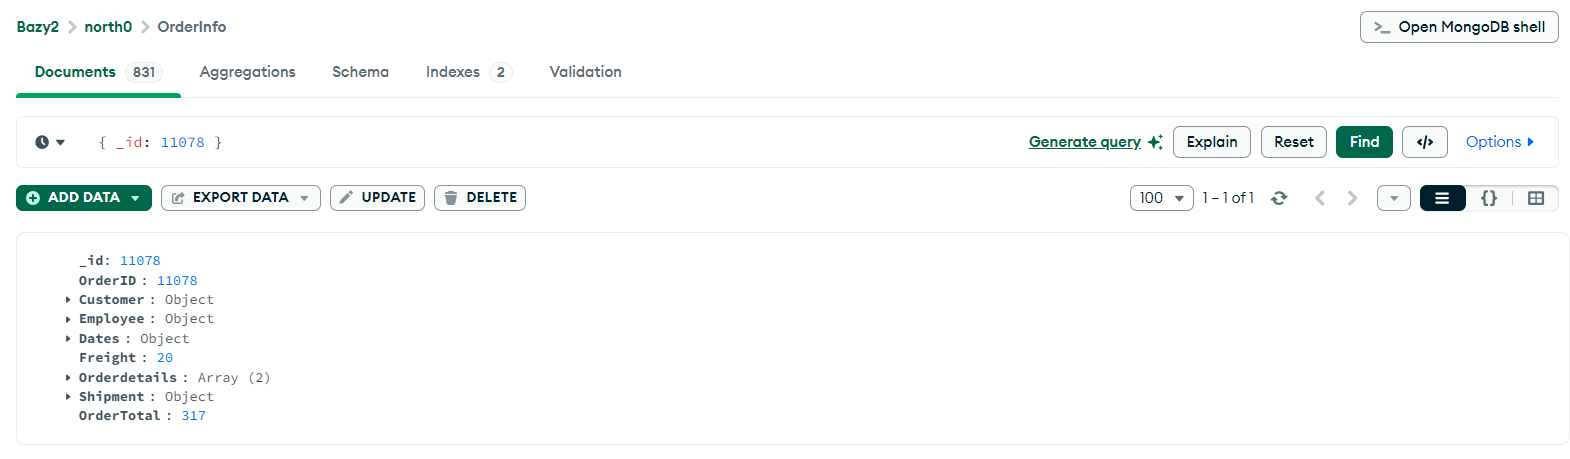 Bazy2 > north0 > OrderInfo
>_ Open MongoDB shell
Documents 831 Aggregations Schema Indexes 2 Validation
{ _id: 11078 }
Generate query Explain Reset Find </> Options
ADD DATA EXPORT DATA UPDATE DELETE
100 1 – 1 of 1 {}
_id: 11078
OrderID : 11078
Customer : Object
Employee : Object
Dates : Object
Freight : 20
Orderdetails : Array (2)
Shipment : Object
OrderTotal : 317